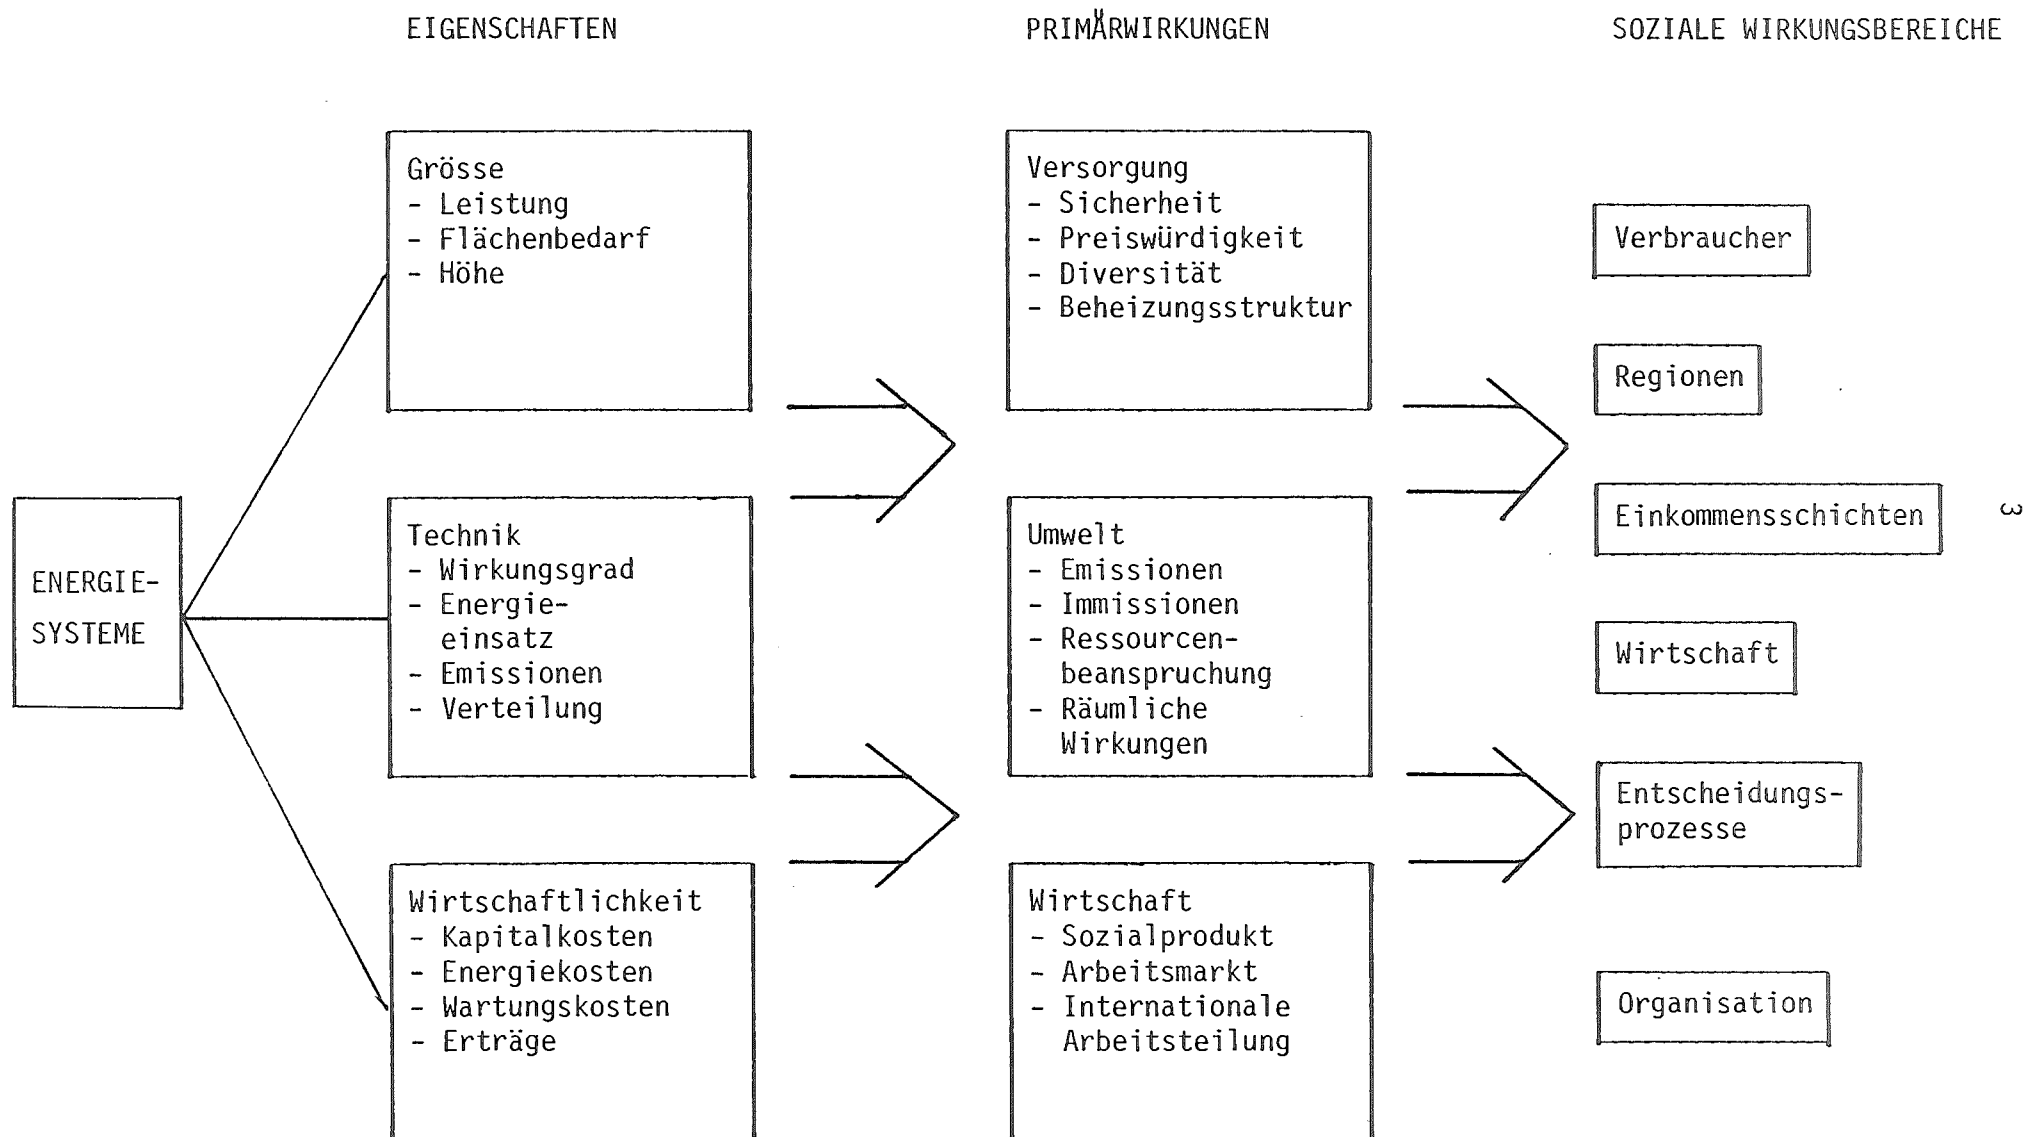 EIGENSCHAFTEN
PRIMÄRWIRKUNGEN
SOZIALE WIRKUNGSBEREICHE
ENERGIE-
SYSTEME
Grösse
- Leistung
- Flächenbedarf
- Höhe
Technik
- Wirkungsgrad
- Energie-
einsatz
- Emissionen
- Verteilung
Wirtschaftlichkeit
- Kapitalkosten
- Energiekosten
- Wartungskosten
- Erträge
Versorgung
- Sicherheit
- Preiswürdigkeit
- Diversität
- Beheizungsstruktur
Umwelt
- Emissionen
- Immissionen
- Ressourcen-
beanspruchung
- Räumliche
Wirkungen
Wirtschaft
- Sozialprodukt
- Arbeitsmarkt
- Internationale
Arbeitsteilung
Verbraucher
Regionen
Einkommensschichten
Wirtschaft
Entscheidungs-
prozesse
Organisation
3